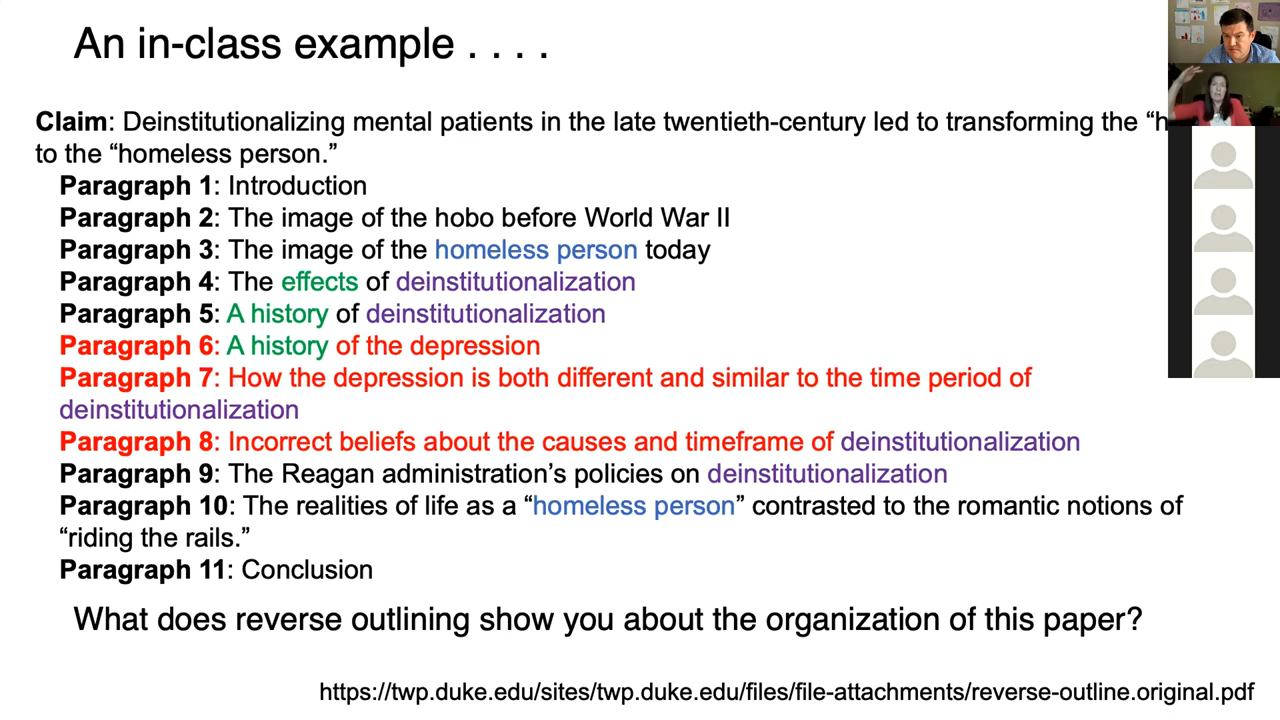 An in-class example . . . .
Claim: Deinstitutionalizing mental patients in the late twentieth-century led to transforming the
to the “homeless person.”
Paragraph 1: Introduction
Paragraph 2: The image of the hobo before World War II
Paragraph 3: The image of the homeless person today
Paragraph 4: The effects of deinstitutionalization
Paragraph 5: A history of deinstitutionalization
Paragraph 6: A history of the depression
Paragraph 7: How the depression is both different and similar to the time period of
deinstitutionalization
Paragraph 8: Incorrect beliefs about the causes and timeframe of deinstitutionalization
Paragraph 9: The Reagan administration’s policies on deinstitutionalization
Paragraph 10: The realities of life as a “homeless person” contrasted to the romantic notions of
“riding the rails.”
Paragraph 11: Conclusion
What does reverse outlining show you about the organization of this paper?
https://twp.duke.edu/sites/twp.duke.edu/files/file-attachments/reverse-outline.original.pdf